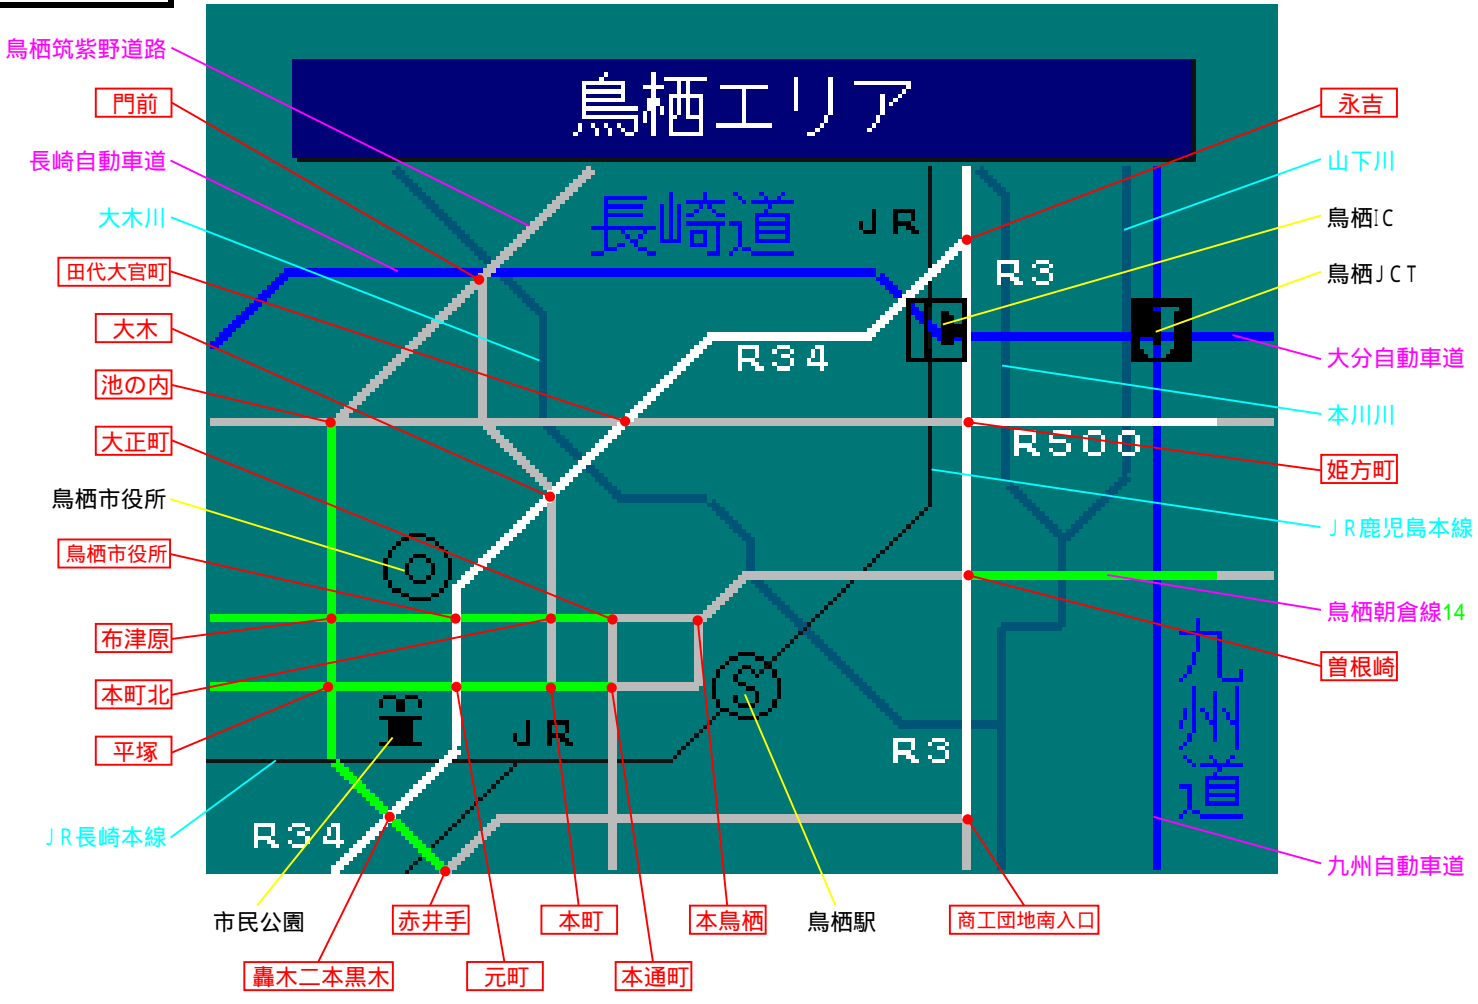 鳥栖エリア
鳥栖筑紫野道路
門前
長崎自動車道
大木川
田代大官町
大木
池の内
大正町
鳥栖市役所
鳥栖市役所
布津原
本町北
平塚
JR長崎本線
長崎道
JR
R3
R34
R500
JR
R3
R34
九州道
S
J
永吉
山下川
鳥栖IC
鳥栖JCT
大分自動車道
本川川
姫方町
JR鹿児島本線
鳥栖朝倉線14
曽根崎
九州自動車道
市民公園
赤井手
本町
本鳥栖
鳥栖駅
商工団地南入口
轟木二本黒木
元町
本通町